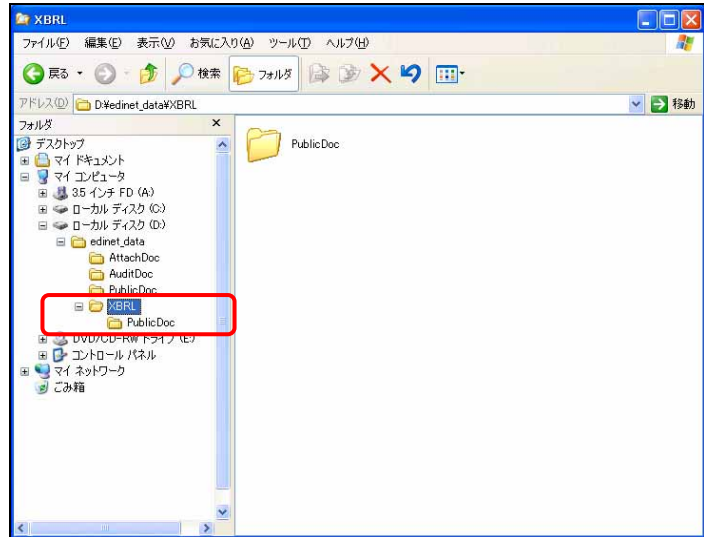 XBRL
ファイル(F) 編集(E) 表示(V) お気に入り(A) ツール(T) ヘルプ(H)
戻る 検索 フォルダ
アドレス(D) D:¥edinet_data¥XBRL 移動
フォルダ ×
デスクトップ
マイ ドキュメント
マイ コンピュータ
3.5 インチ FD (A:)
ローカル ディスク (C:)
ローカル ディスク (D:)
edinet_data
AttachDoc
AuditDoc
PublicDoc
XBRL
PublicDoc
DVD/CD-RW ドライブ (E:)
コントロール パネル
マイ ネットワーク
ごみ箱
PublicDoc